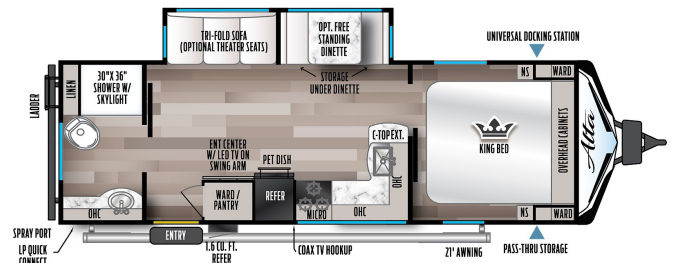 TRI-FOLD SOFA
(OPTIONAL THEATER SEATS)
OPT. FREE
STANDING
DINETTE
UNIVERSAL DOCKING STATION
LADDER
LINEN
30"X 36"
SHOWER W/
SKYLIGHT
STORAGE
UNDER DINETTE
NS
WARD
C-TOP EXT.
KING BED
OVERHEAD CABINETS
Alta
ENT CENTER
W/ LED TV ON
SWING ARM
PET DISH
OHC
WARD /
PANTRY
REFER
MICRO
OHC
OHC
NS
WARD
SPRAY PORT
LP QUICK
CONNECT
ENTRY
1.6 CU. FT.
REFER
COAX TV HOOKUP
21' AWNING
PASS-THRU STORAGE